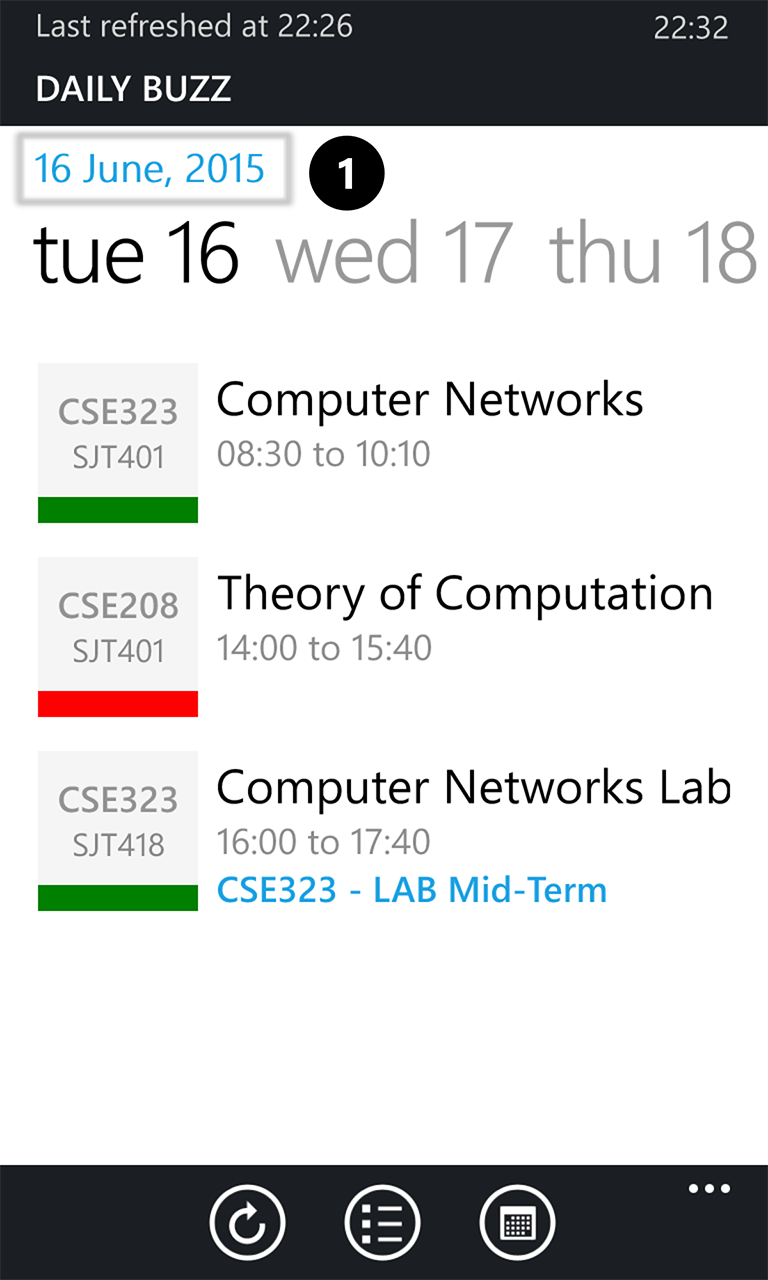 Last refreshed at 22:26
22:32
DAILY BUZZ
16 June, 2015
1
tue 16 wed 17 thu 18
CSE323
SJT401
Computer Networks
08:30 to 10:10
CSE208
SJT401
Theory of Computation
14:00 to 15:40
CSE323
SJT418
Computer Networks Lab
16:00 to 17:40
CSE323 - LAB Mid-Term